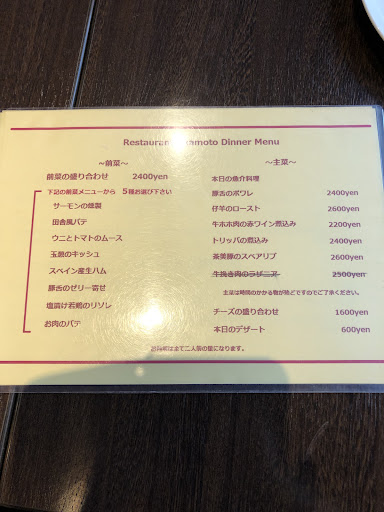 Restaurant amoto Dinner Menu
～前菜～
前菜の盛り合わせ 2400yen
下記の前菜メニューから 5種お選び下さい
サーモンの燻製
田舎風パテ
ウニとトマトのムース
玉葱のキッシュ
スペイン産生ハム
豚舌のゼリー寄せ
塩漬け若鶏のリソレ
お肉のパテ
～主菜～
本日の魚介料理
豚舌のポワレ 2400yen
仔羊のロースト 2600yen
牛ホホ肉の赤ワイン煮込み 2200yen
トリッパの煮込み 2400yen
茶美豚のスペアリブ 2600yen
牛挽き肉のラザニエ 2500yen
主菜は時間のかかる物が殆どですのでご了承ください。
チーズの盛り合わせ 1600yen
本日のデザート 600yen
お料理は全て二人前の量になります。